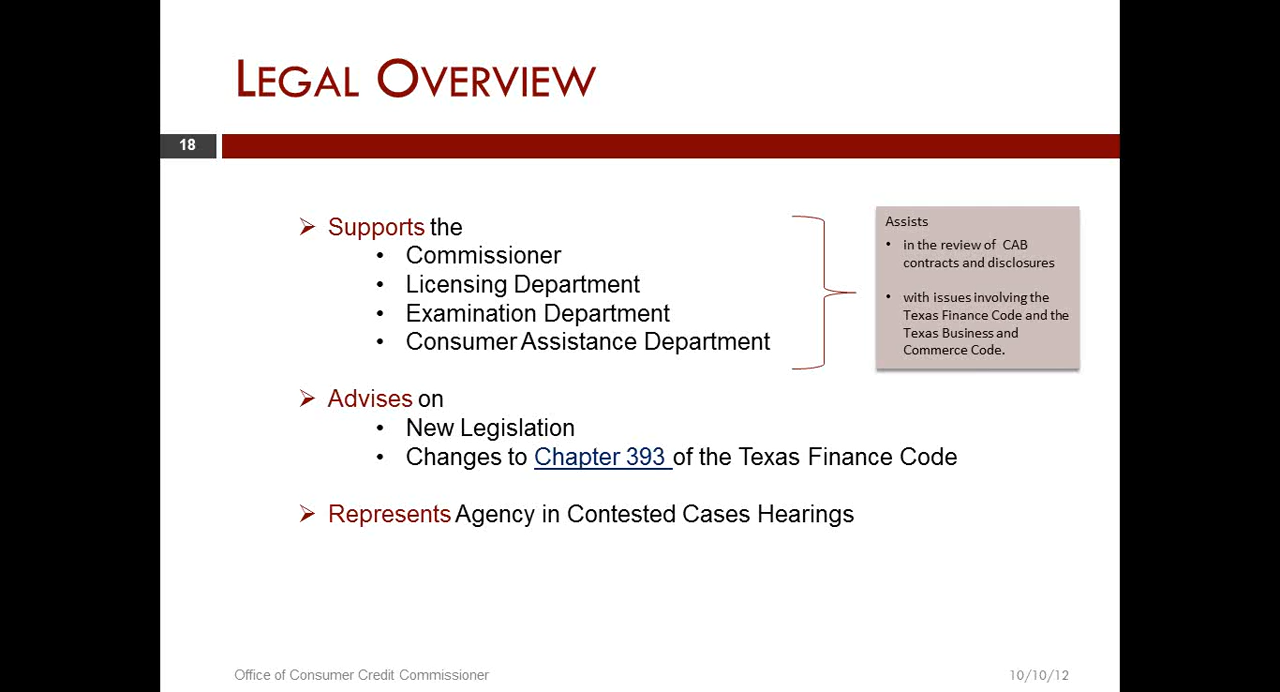 LEGAL OVERVIEW
18
Supports the
• Commissioner
• Licensing Department
• Examination Department
• Consumer Assistance Department
Assists
• in the review of CAB
contracts and disclosures
• with issues involving the
Texas Finance Code and the
Texas Business and
Commerce Code.
Advises on
• New Legislation
• Changes to Chapter 393 of the Texas Finance Code
Represents Agency in Contested Cases Hearings
Office of Consumer Credit Commissioner
10/10/12